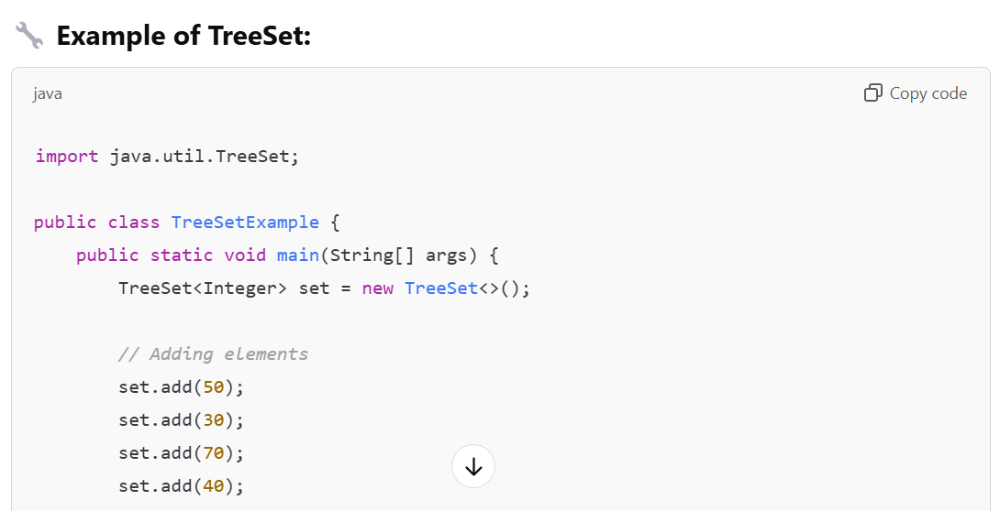 Example of TreeSet:
java
Copy code
import java.util.TreeSet;
public class TreeSetExample {
public static void main(String[] args) {
TreeSet<Integer> set = new TreeSet<>();
// Adding elements
set.add(50);
set.add(30);
set.add(70);
set.add(40);